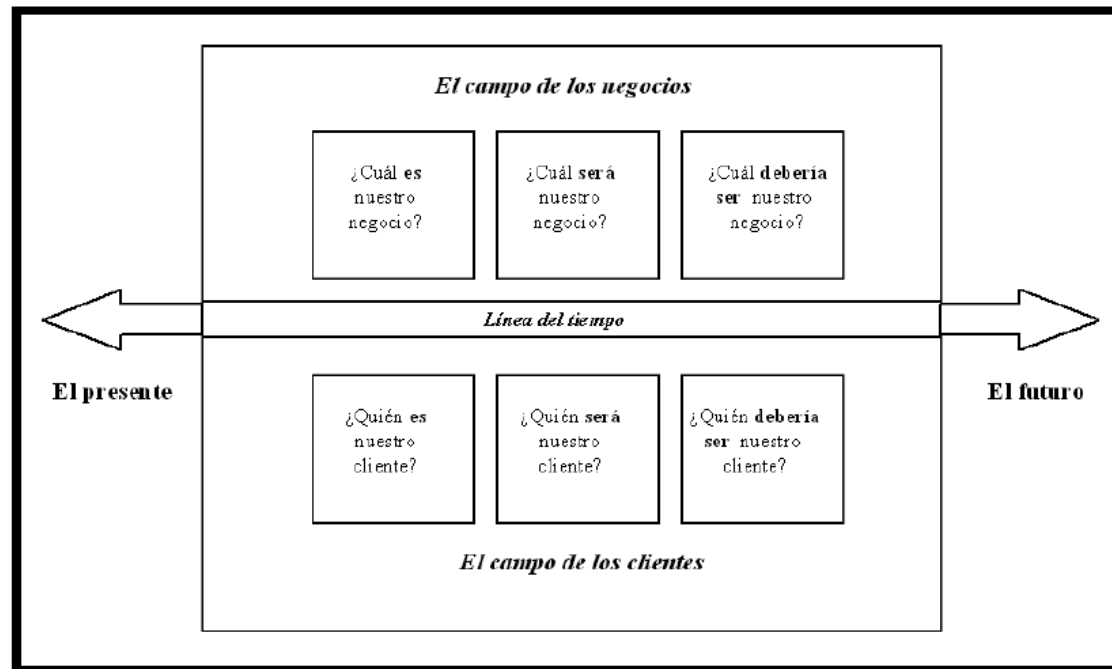 El campo de los negocios
¿Cuál es
nuestro
negocio?
¿Cuál será
nuestro
negocio?
¿Cuál debería
ser nuestro
negocio?
Línea del tiempo
El presente
El futuro
¿Quién es
nuestro
cliente?
¿Quién será
nuestro
cliente?
¿Quién debería
ser nuestro
cliente?
El campo de los clientes